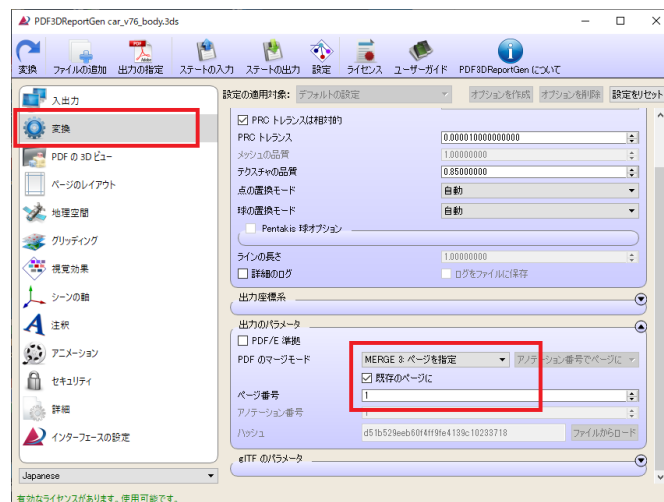 PDF3DReportGen car_v76_body.3ds
変換 ファイルの追加 出力の指定 ステートの入力 ステートの出力 設定 ライセンス ユーザーガイド PDF3DReportGen について
設定の適用対象: デフォルトの設定 オプションを作成 オプションを削除 設定をリセット
入出力
変換
PDF の 3D ビュー
ページのレイアウト
地理空間
グリッディング
視覚効果
シーンの軸
注釈
アニメーション
セキュリティ
詳細
インターフェースの設定
Japanese
PRC トレランスは相対的
PRC トレランス 0.000010000000000
メッシュの品質 1.00000000
テクスチャの品質 0.85000000
点の置換モード 自動
球の置換モード 自動
Pentakis 球オプション
ラインの長さ 1.00000000
詳細のログ ログをファイルに保存
出力座標系
出力のパラメータ
PDF/E 準拠
PDF のマージモード MERGE 3: ページを指定 アノテーション番号でページに
既存のページに
ページ番号 1
アノテーション番号 1
ハッシュ d51b529eeb60f4ff9fe4139c10233718 ファイルからロード
glTF のパラメータ
有効なライセンスがあります。使用可能です。